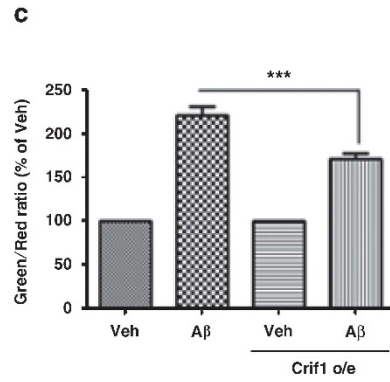 c
Green/Red ratio (% of Veh)
250
200
150
100
50
0
***
Veh
Aβ
Veh
Aβ
Crif1 o/e